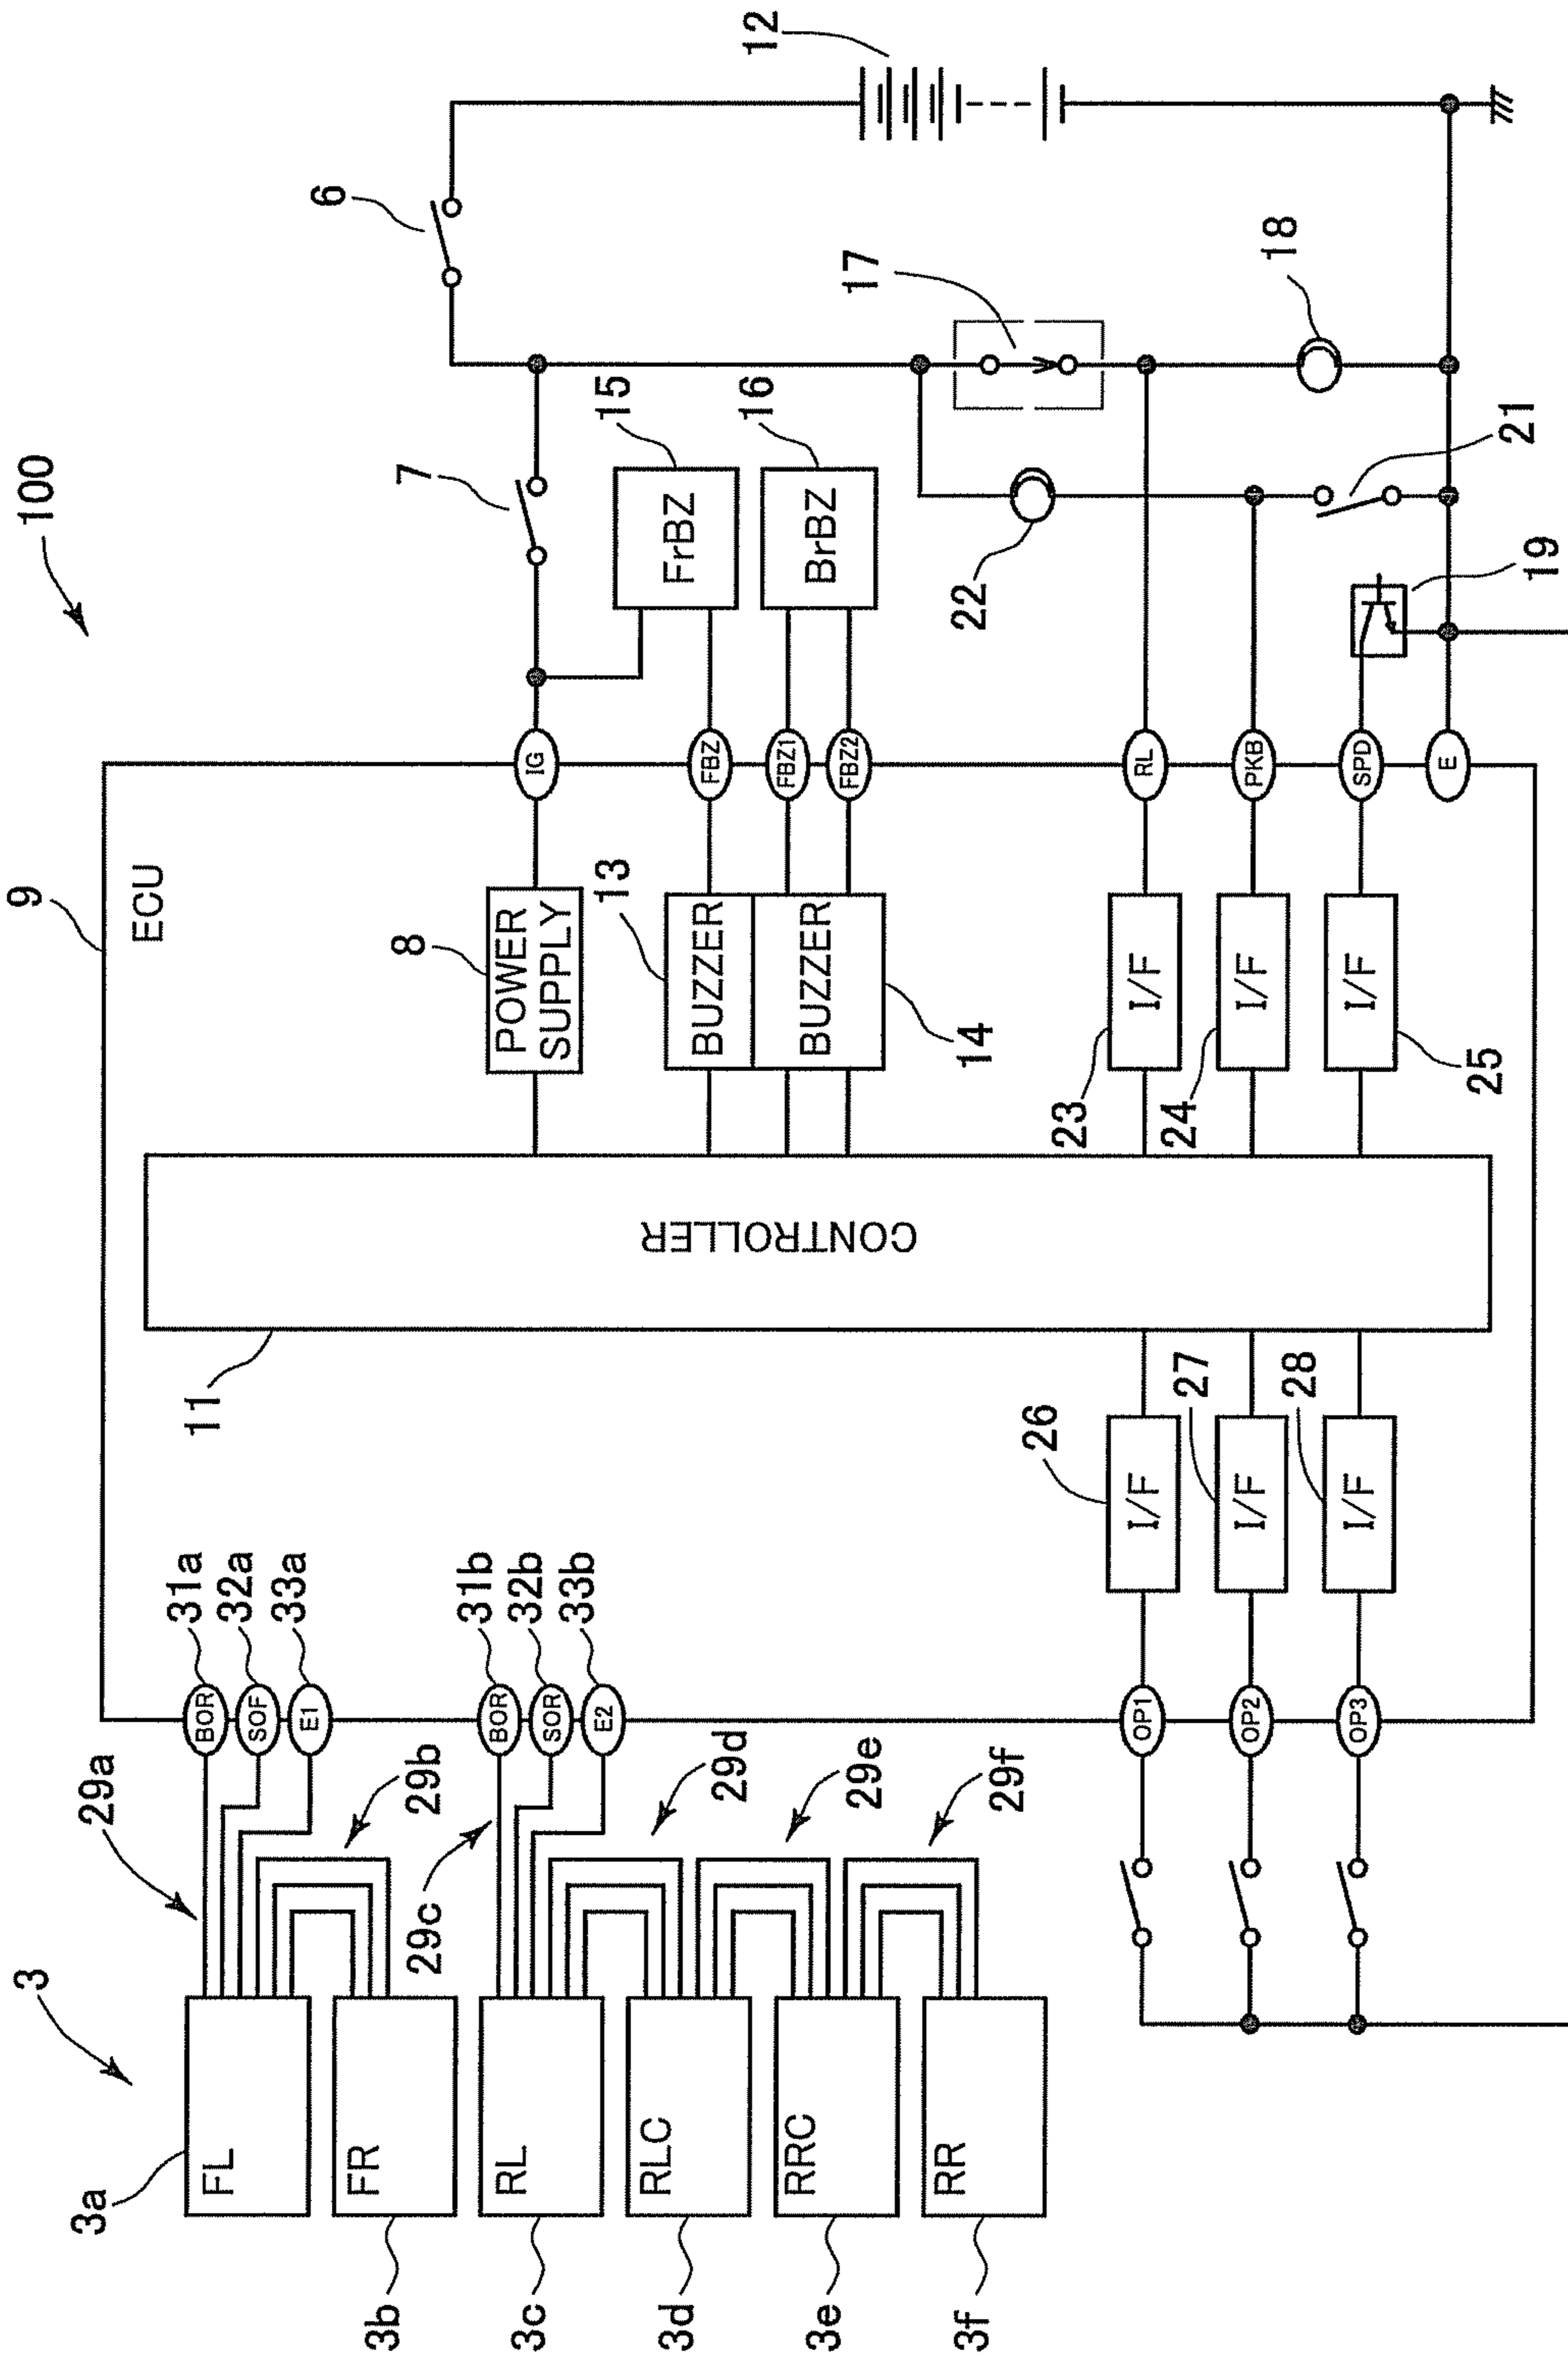 100
3
29a
3a
FL
3b
FR
29b
29c
3c
RL
3d
RLC
29d
3e
RRC
29e
3f
RR
29f
BOR
31a
SOF
32a
E1
33a
BOR
31b
SOR
32b
E2
33b
9
ECU
11
CONTROLLER
8
POWER
SUPPLY
13
BUZZER
BUZZER
14
23
I/F
24
I/F
I/F
25
26
I/F
27
I/F
28
I/F
OP1
OP2
OP3
IG
FBZ
FBZ1
FBZ2
RL
PKB
SPD
E
7
6
12
15
FrBZ
16
BrBZ
17
18
22
21
19